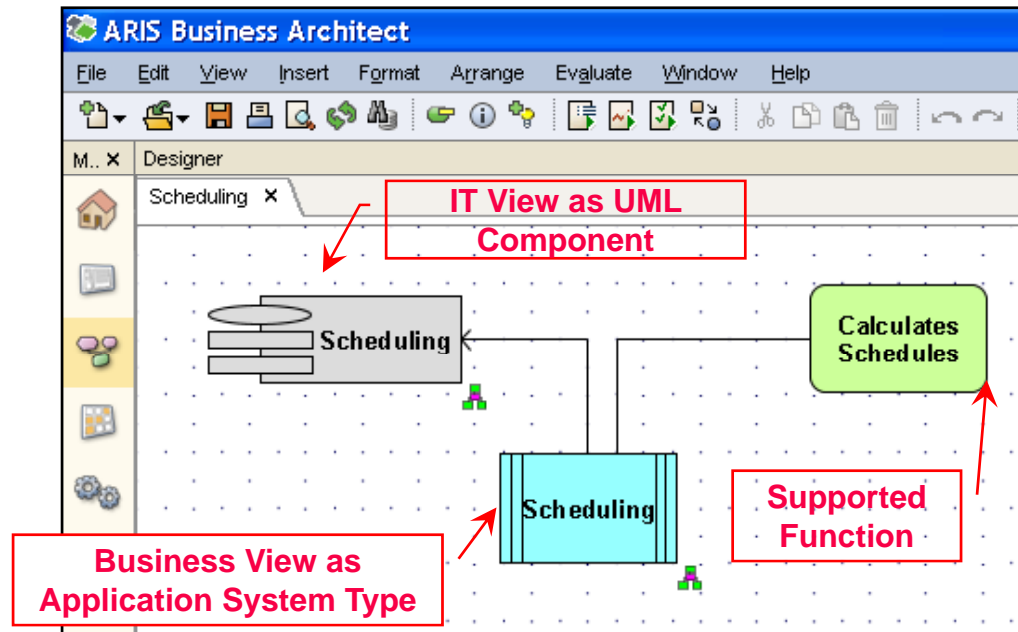 ARIS Business Architect
File Edit View Insert Format Arrange Evaluate Window Help
M.. × Designer
Scheduling ×
IT View as UML
Component
Scheduling
Calculates
Schedules
Scheduling
Supported
Function
Business View as
Application System Type